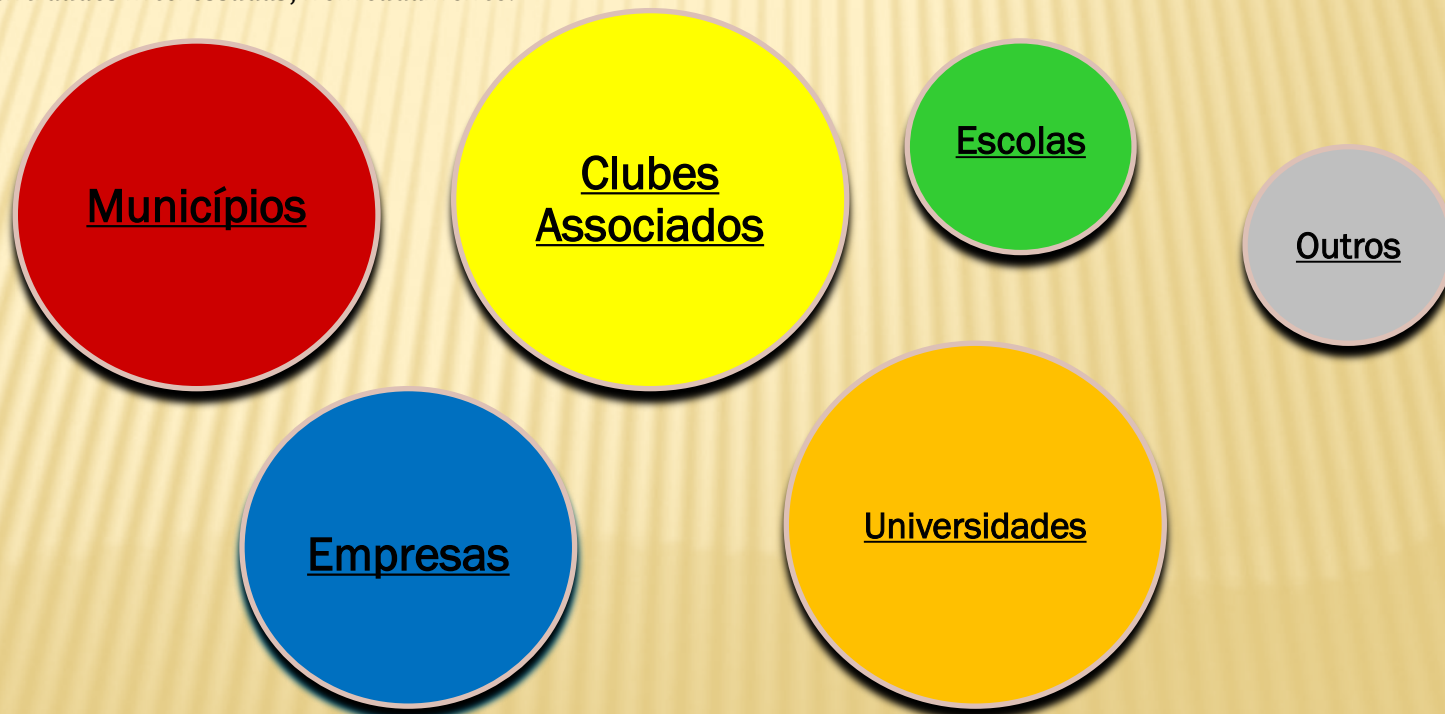 Municípios
Clubes
Associados
Escolas
Outros
Empresas
Universidades